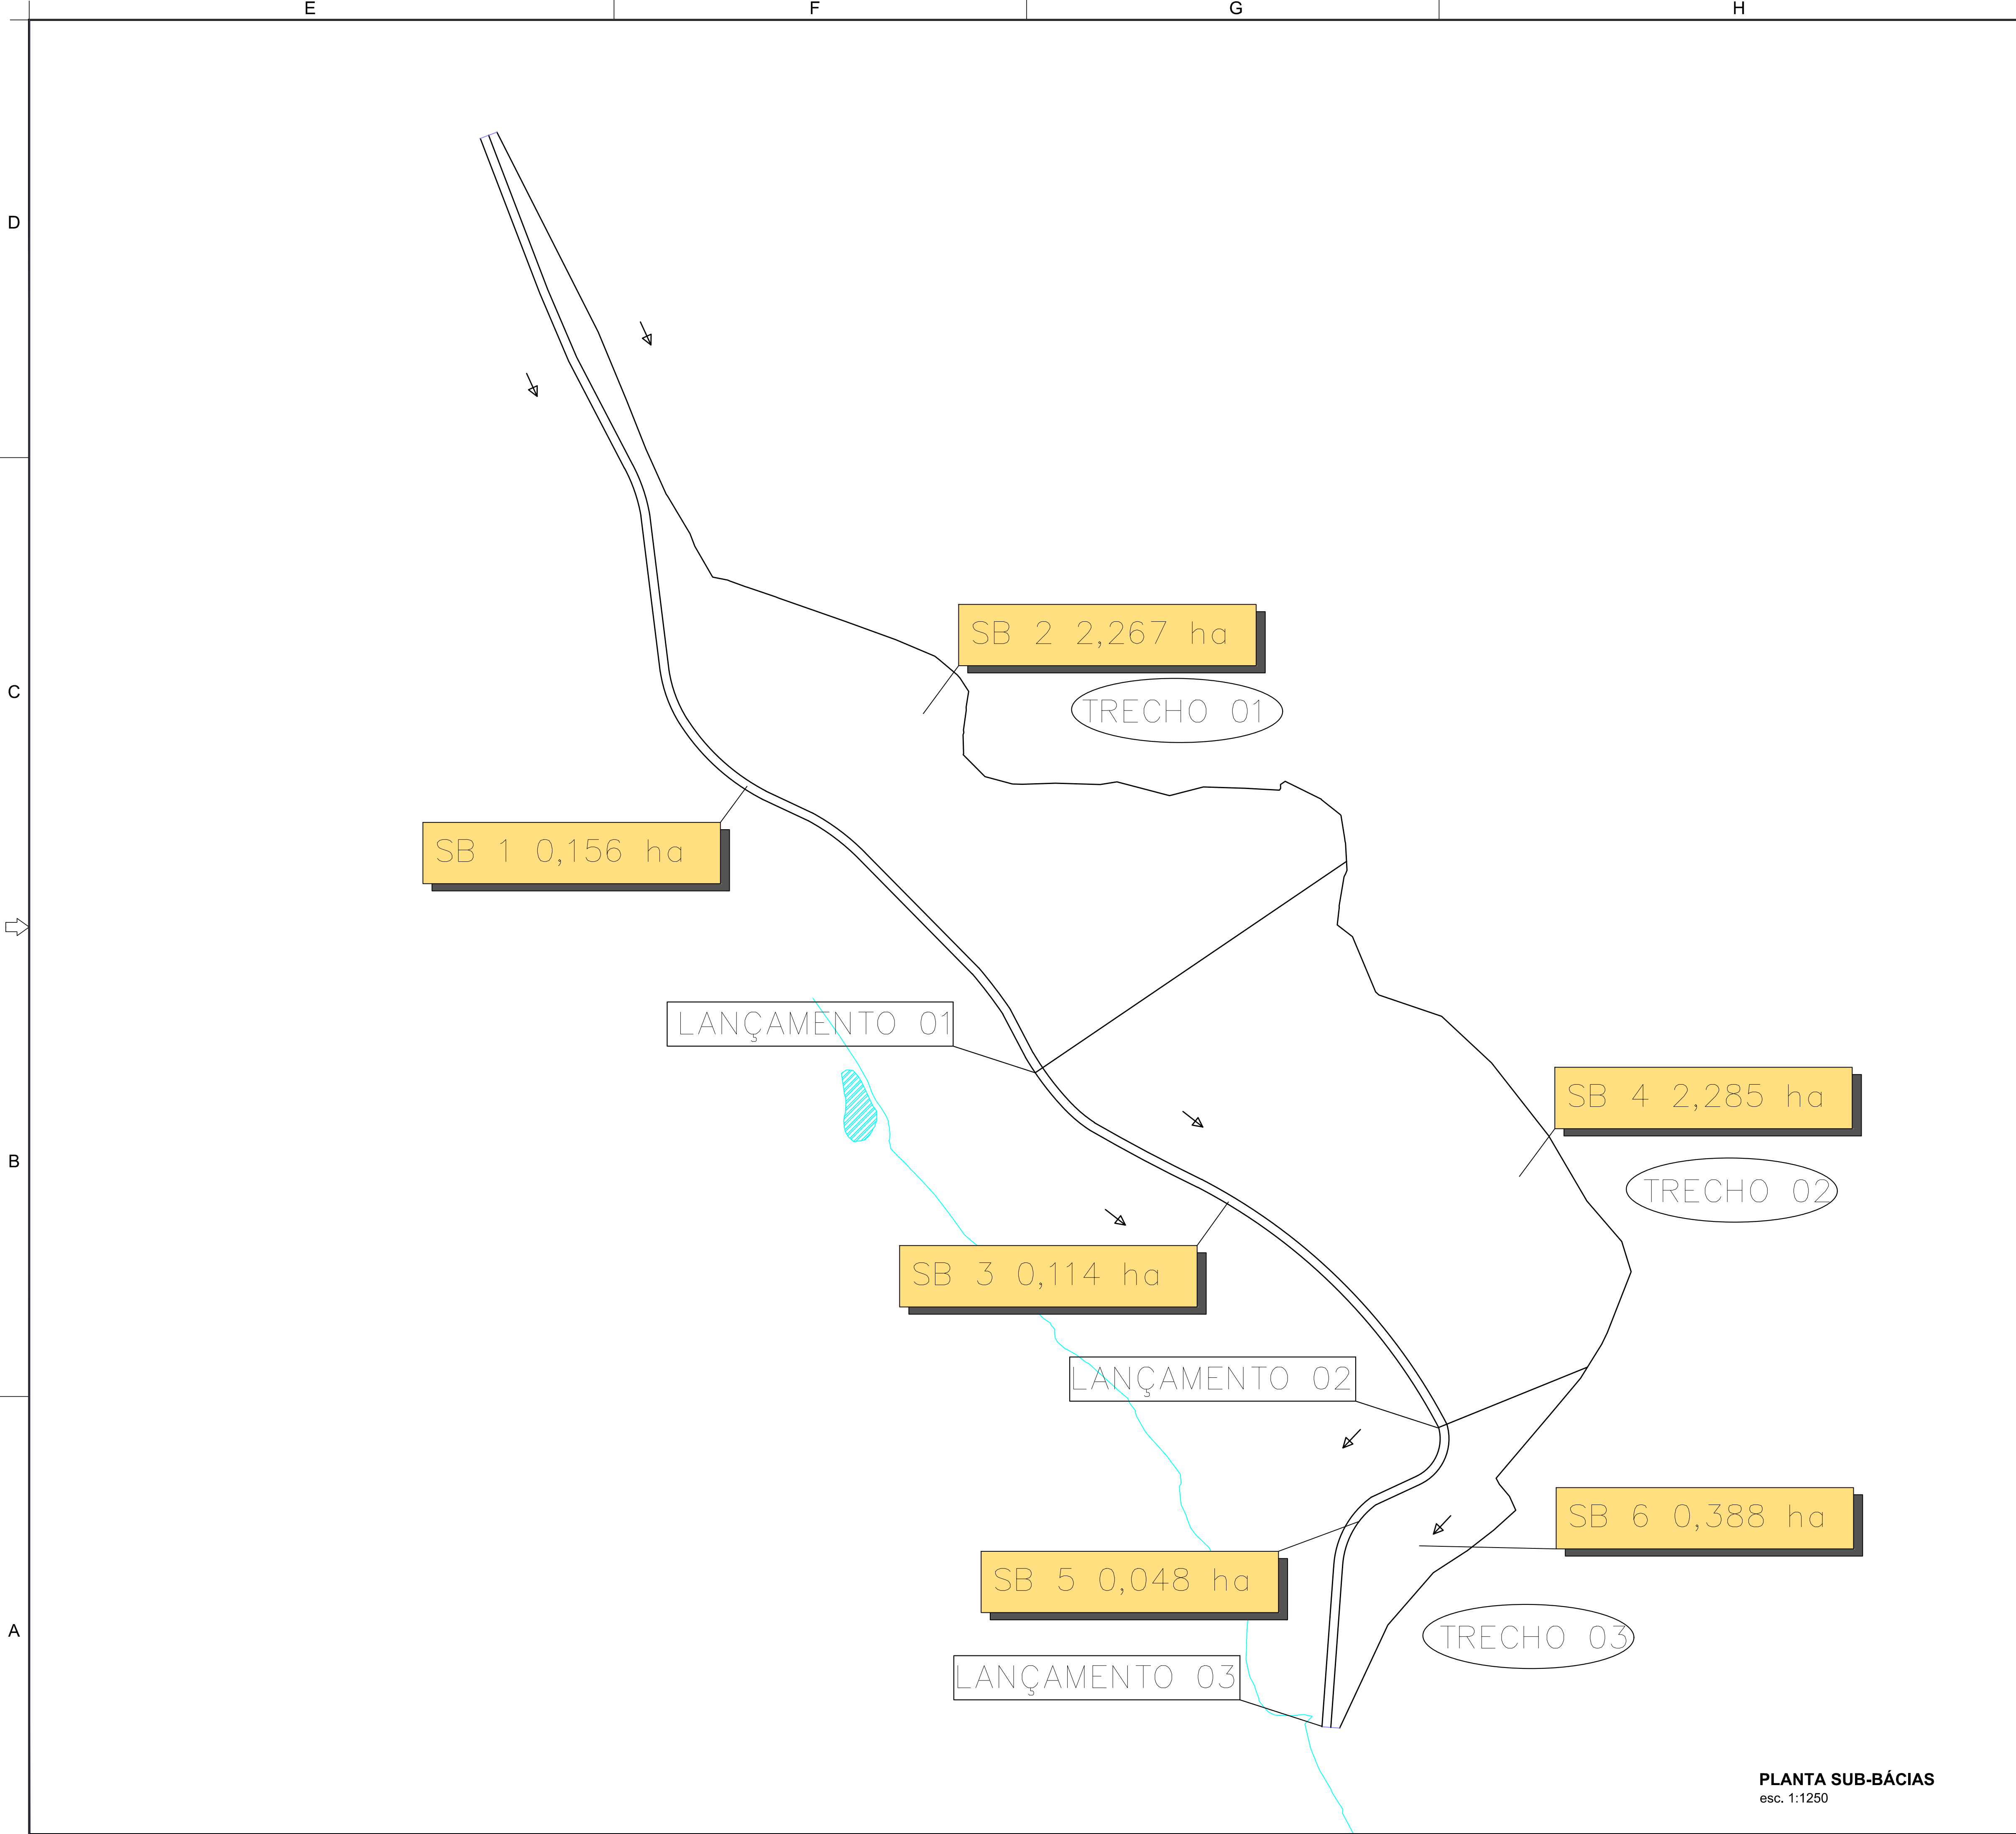 E
F
G
H
D
SB 2 2,267 ha
C
TRECHO 01
SB 1 0,156 ha
LANÇAMENTO 01
SB 4 2,285 ha
B
TRECHO 02
SB 3 0,114 ha
LANÇAMENTO 02
SB 6 0,388 ha
SB 5 0,048 ha
A
TRECHO 03
LANÇAMENTO 03
PLANTA SUB-BÁCIAS
esc. 1:1250